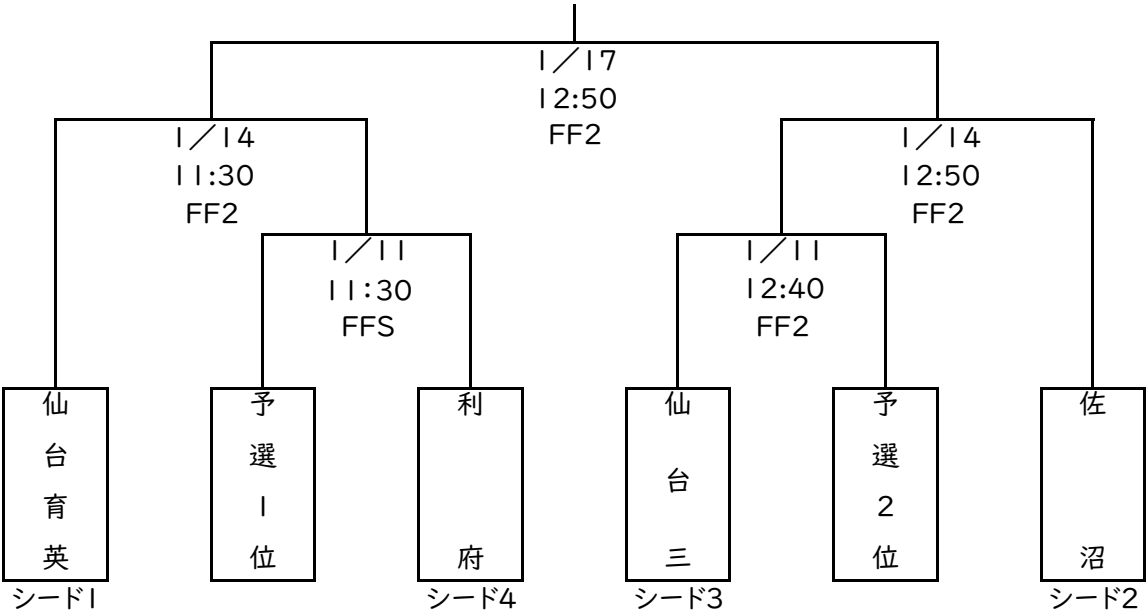 1／17
12:50
FF2
1／14
11:30
FF2
1／14
12:50
FF2
1／11
11:30
FFS
1／11
12:40
FF2
仙台育英
予選1位
利府
仙台三
予選2位
佐沼
シード1
シード4
シード3
シード2